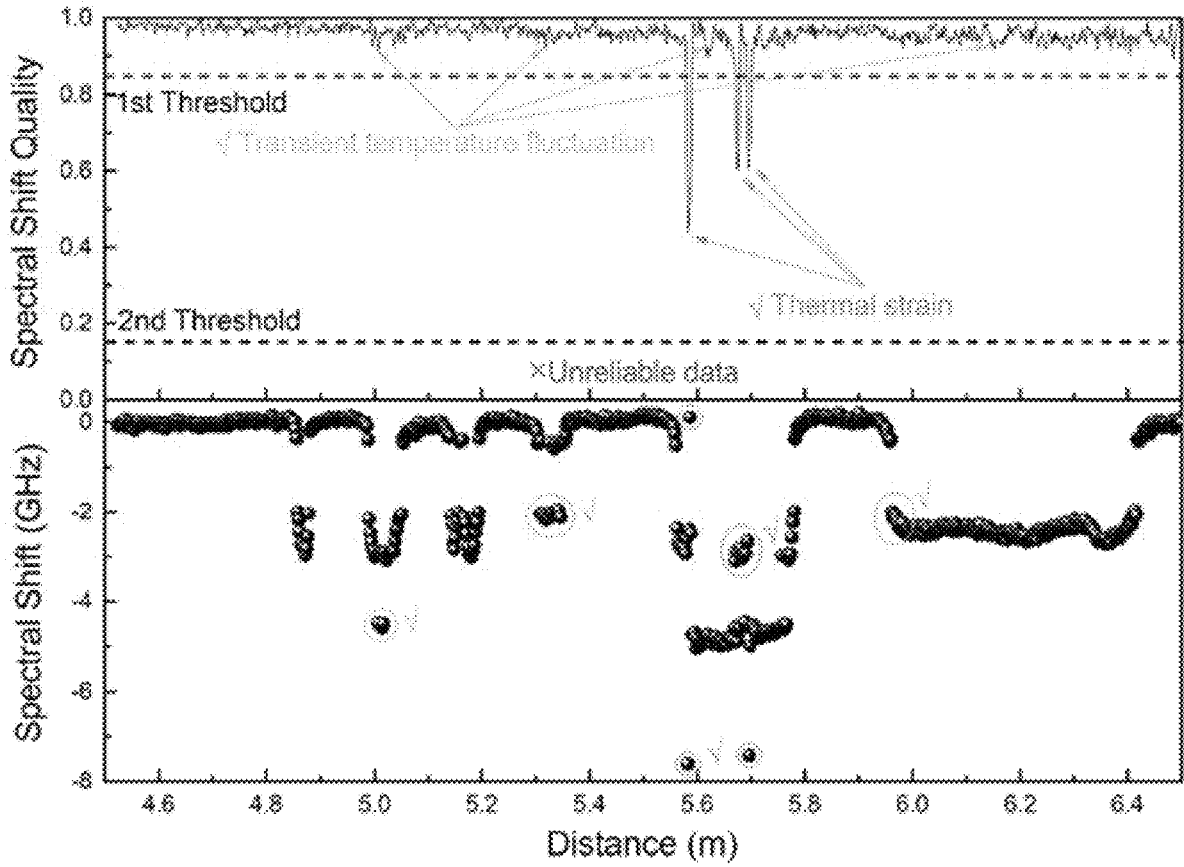 Spectral Shift Quality
1.0
0.8
0.6
0.4
0.2
0.0
1st Threshold
√ Transient temperature fluctuation
√ Thermal strain
2nd Threshold
×Unreliable data
Spectral Shift (GHz)
0
-2
-4
-6
-8
√
√
√
√
√
4.6 4.8 5.0 5.2 5.4 5.6 5.8 6.0 6.2 6.4
Distance (m)